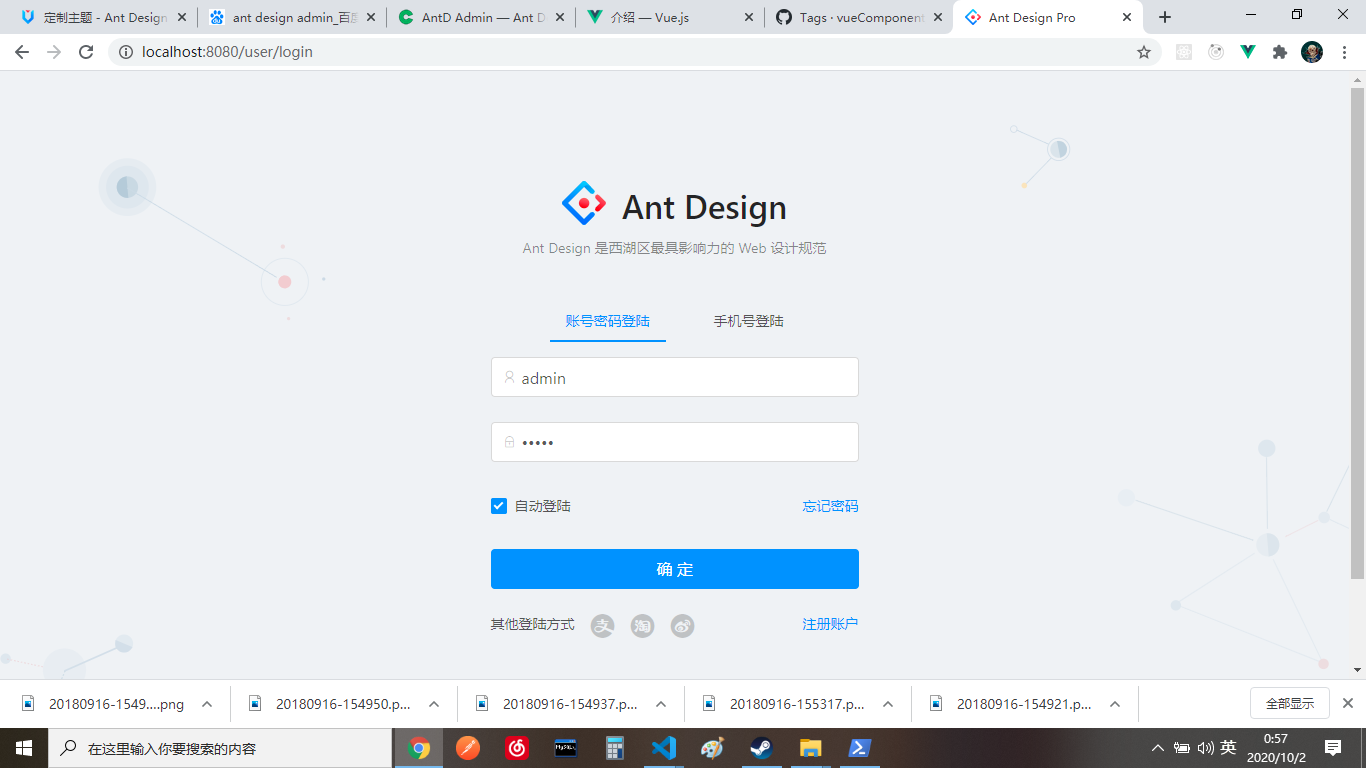 定制主题 - Ant Design
ant design admin_百度
AntD Admin — Ant D
介绍 — Vue.js
Tags · vueComponent
Ant Design Pro
localhost:8080/user/login
Ant Design
Ant Design 是西湖区最具影响力的 Web 设计规范
账号密码登陆
手机号登陆
admin
•••••
自动登陆
忘记密码
确 定
其他登陆方式
支
淘
注册账户
20180916-1549....png
20180916-154950.p...
20180916-154937.p...
20180916-155317.p...
20180916-154921.p...
全部显示
在这里输入你要搜索的内容
MySQL
英
0:57
2020/10/2